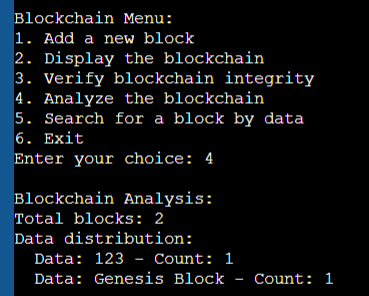 Blockchain Menu:
1. Add a new block
2. Display the blockchain
3. Verify blockchain integrity
4. Analyze the blockchain
5. Search for a block by data
6. Exit
Enter your choice: 4

Blockchain Analysis:
Total blocks: 2
Data distribution:
  Data: 123 - Count: 1
  Data: Genesis Block - Count: 1